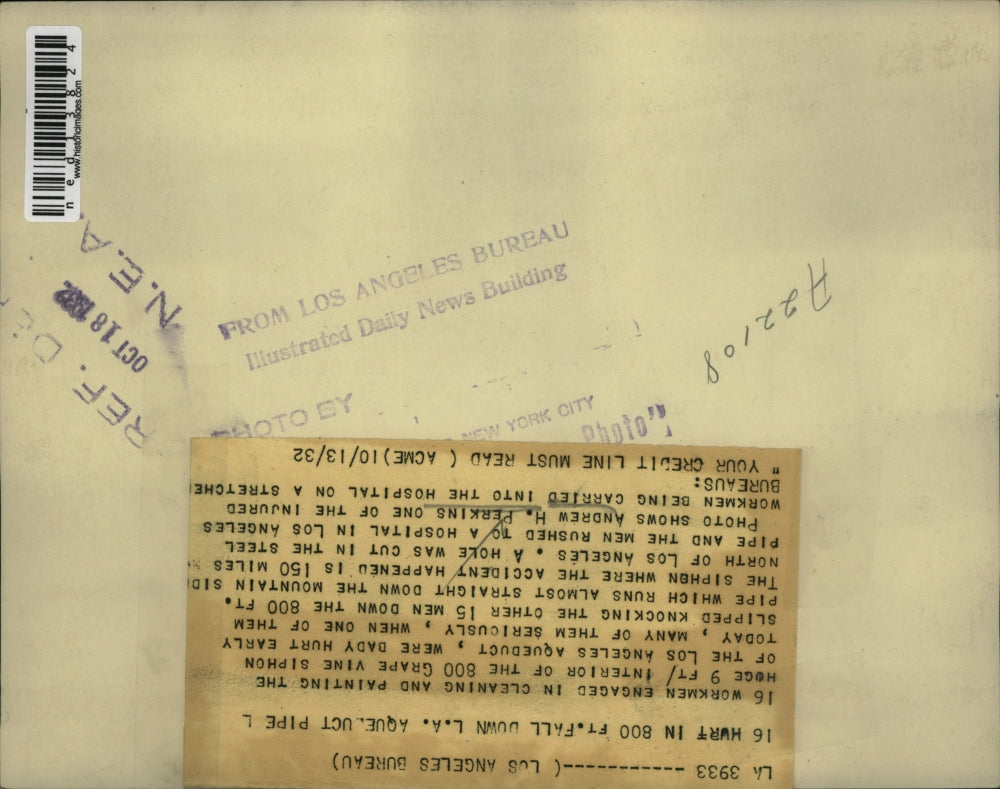 n e d 1 3 8 2 4
www.historicimages.com
N.E.A.
OCT 18 1932
REF.
FROM LOS ANGELES BUREAU
Illustrated Daily News Building
A22108
PHOTO BY
NEW YORK CITY
Photo"
LA 3933 ------------( LOS ANGELES BUREAU)
16 HURT IN 800 FT.FALL DOWN L.A. AQUEDUCT PIPE L
16 WORKMEN ENGAGED IN CLEANING AND PAINTING THE
HUGE 9 FT/ INTERIOR OF THE 800 GRAPE VINE SIPHON
OF THE LOS ANGELES AQUEDUCT , WERE BADY HURT EARLY
TODAY , MANY OF THEM SERIOUSLY , WHEN ONE OF THEM
SLIPPED KNOCKING THE OTHER 15 MEN DOWN THE 800 FT.
PIPE WHICH RUNS ALMOST STRAIGHT DOWN THE MOUNTAIN SIDE
THE SIPHON WHERE THE ACCIDENT HAPPENED IS 150 MILES
NORTH OF LOS ANGELES . A HOLE WAS CUT IN THE STEEL
PIPE AND THE MEN RUSHED TO A HOSPITAL IN LOS ANGELES
PHOTO SHOWS ANDREW H. PERKINS ONE OF THE INJURED
WORKMEN BEING CARRIED INTO THE HOSPITAL ON A STRETCHE
BUREAUS:
" YOUR CREDIT LINE MUST READ ( ACME)10/13/32